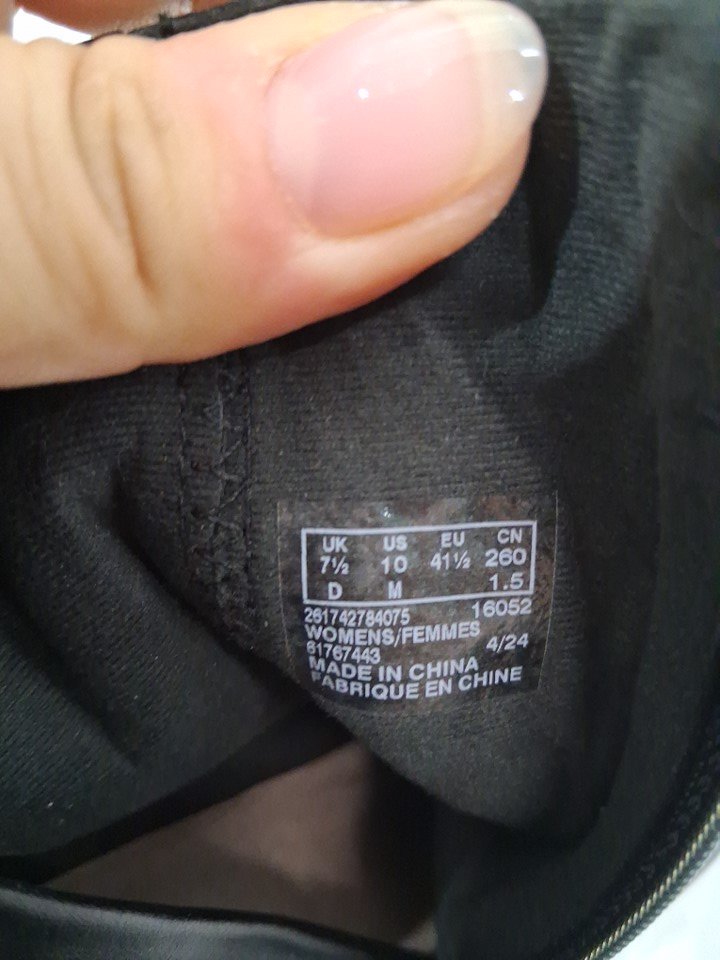 UK US EU CN
7½ 10 41½ 260
D M 1.5
261742784075 16052
WOMENS/FEMMES
61767443 4/24
MADE IN CHINA
FABRIQUE EN CHINE